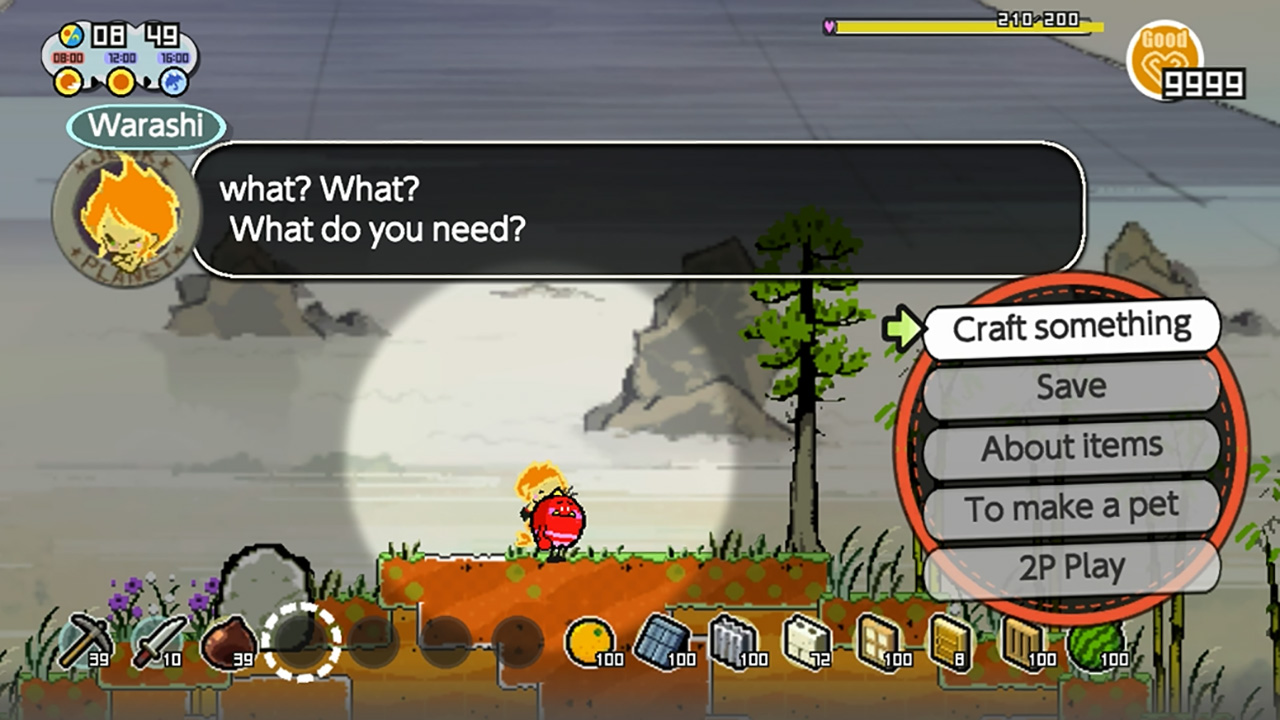 08 49
08:00 12:00 16:00
210/200
Good
9999
Warashi
JUNK
PLANET
what? What?
What do you need?
Craft something
Save
About items
To make a pet
2P Play
39 10 39 100 100 100 72 100 8 100 100